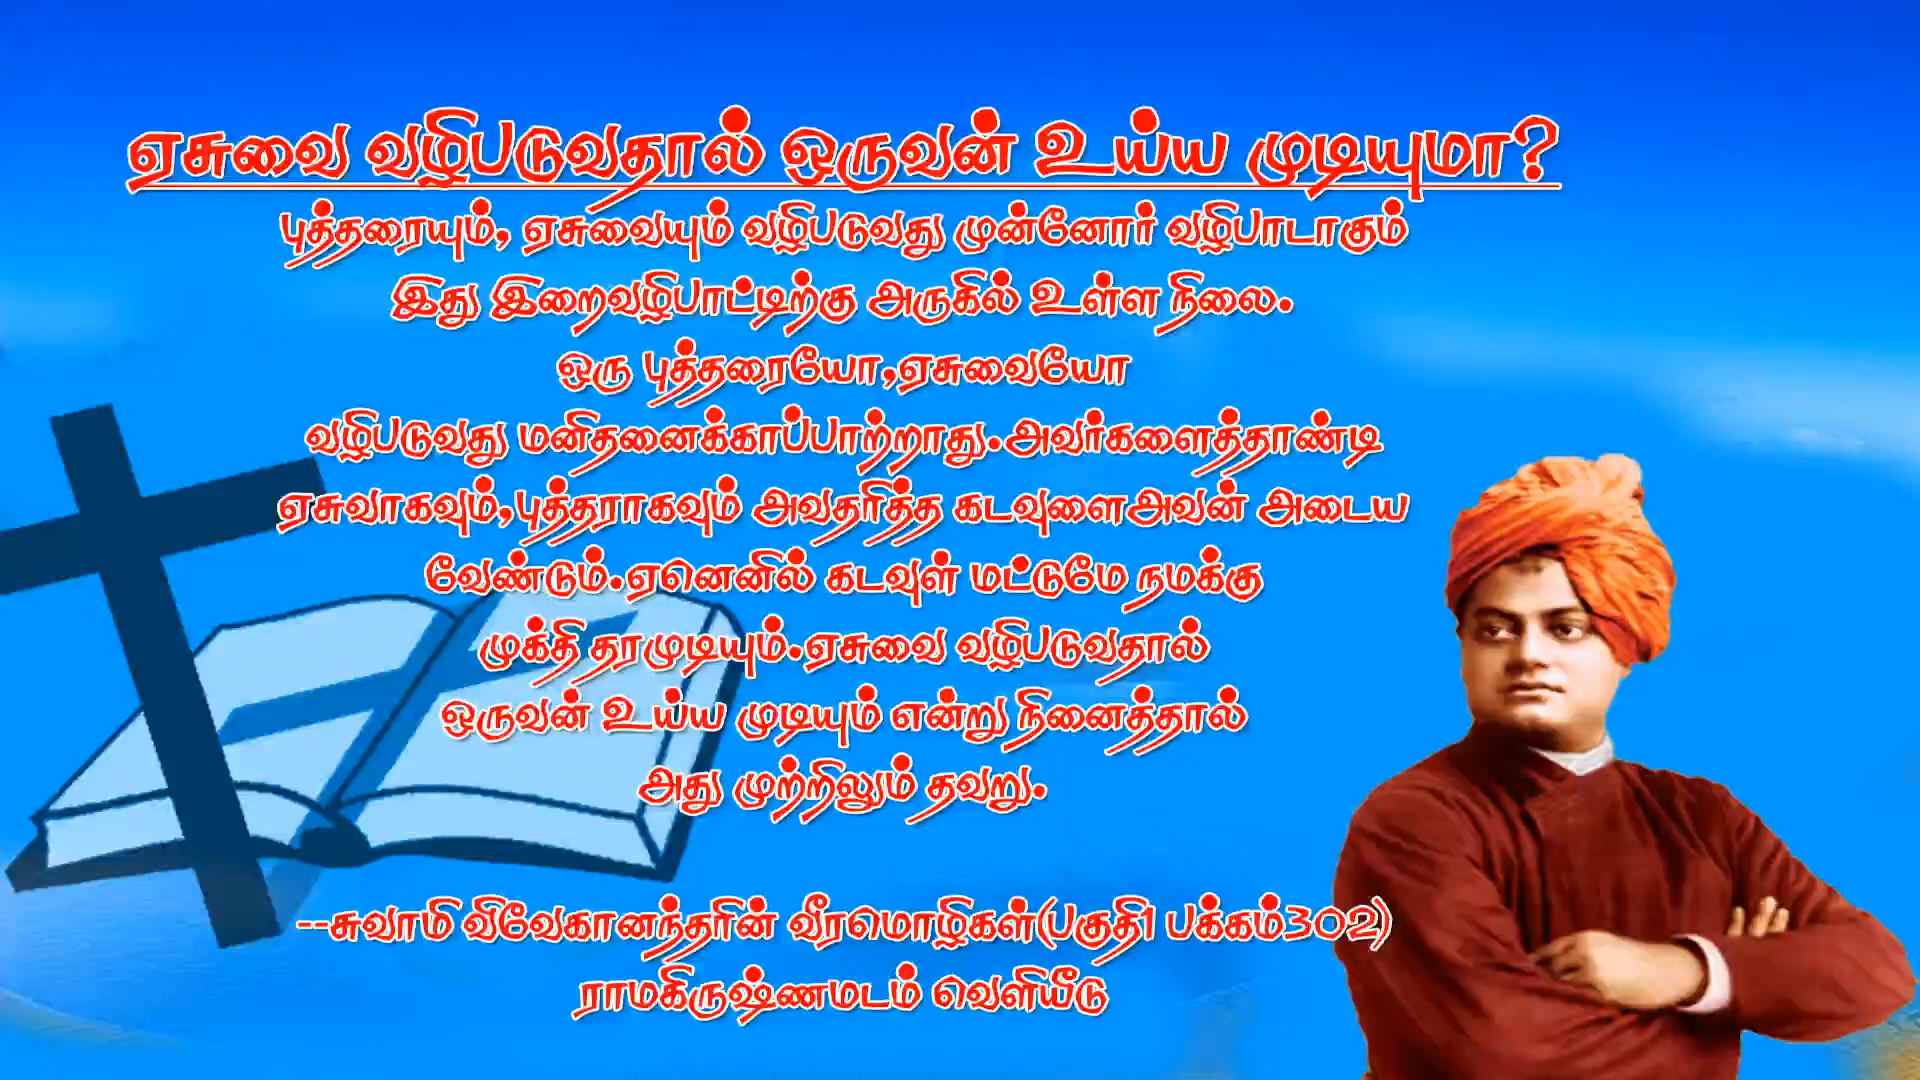 ஏசுவை வழிபடுவதால் ஒருவன் உய்ய முடியுமா?
புத்தரையும், ஏசுவையும் வழிபடுவது முன்னோர் வழிபாடாகும்
இது இறைவழிபாட்டிற்கு அருகில் உள்ள நிலை.
ஒரு புத்தரையோ,ஏசுவையோ
வழிபடுவது மனிதனைக்காப்பாற்றாது.அவர்களைத்தாண்டி
ஏசுவாகவும்,புத்தராகவும் அவதரித்த கடவுளைஅவன் அடைய
வேண்டும்.ஏனெனில் கடவுள் மட்டுமே நமக்கு
முக்தி தரமுடியும்.ஏசுவை வழிபடுவதால்
ஒருவன் உய்ய முடியும் என்று நினைத்தால்
அது முற்றிலும் தவறு.
--சுவாமி விவேகானந்தரின் வீரமொழிகள்(பகுதி1 பக்கம்302)
ராமகிருஷ்ணமடம் வெளியீடு